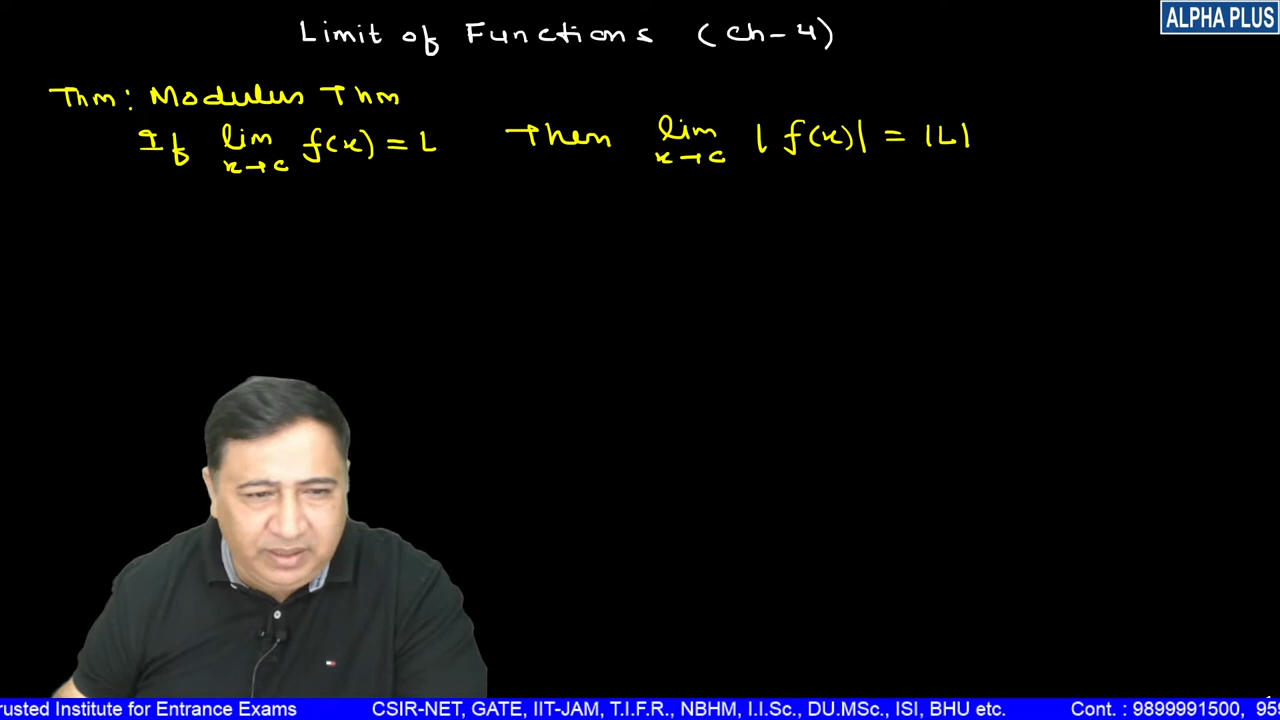 Limit of Functions (Ch-4)
ALPHA PLUS
Thm: Modulus Thm
If lim x→c f(x) = L Then lim x→c |f(x)| = |L|
rusted Institute for Entrance Exams CSIR-NET, GATE, IIT-JAM, T.I.F.R., NBHM, I.I.Sc., DU.MSc., ISI, BHU etc. Cont. : 9899991500, 959